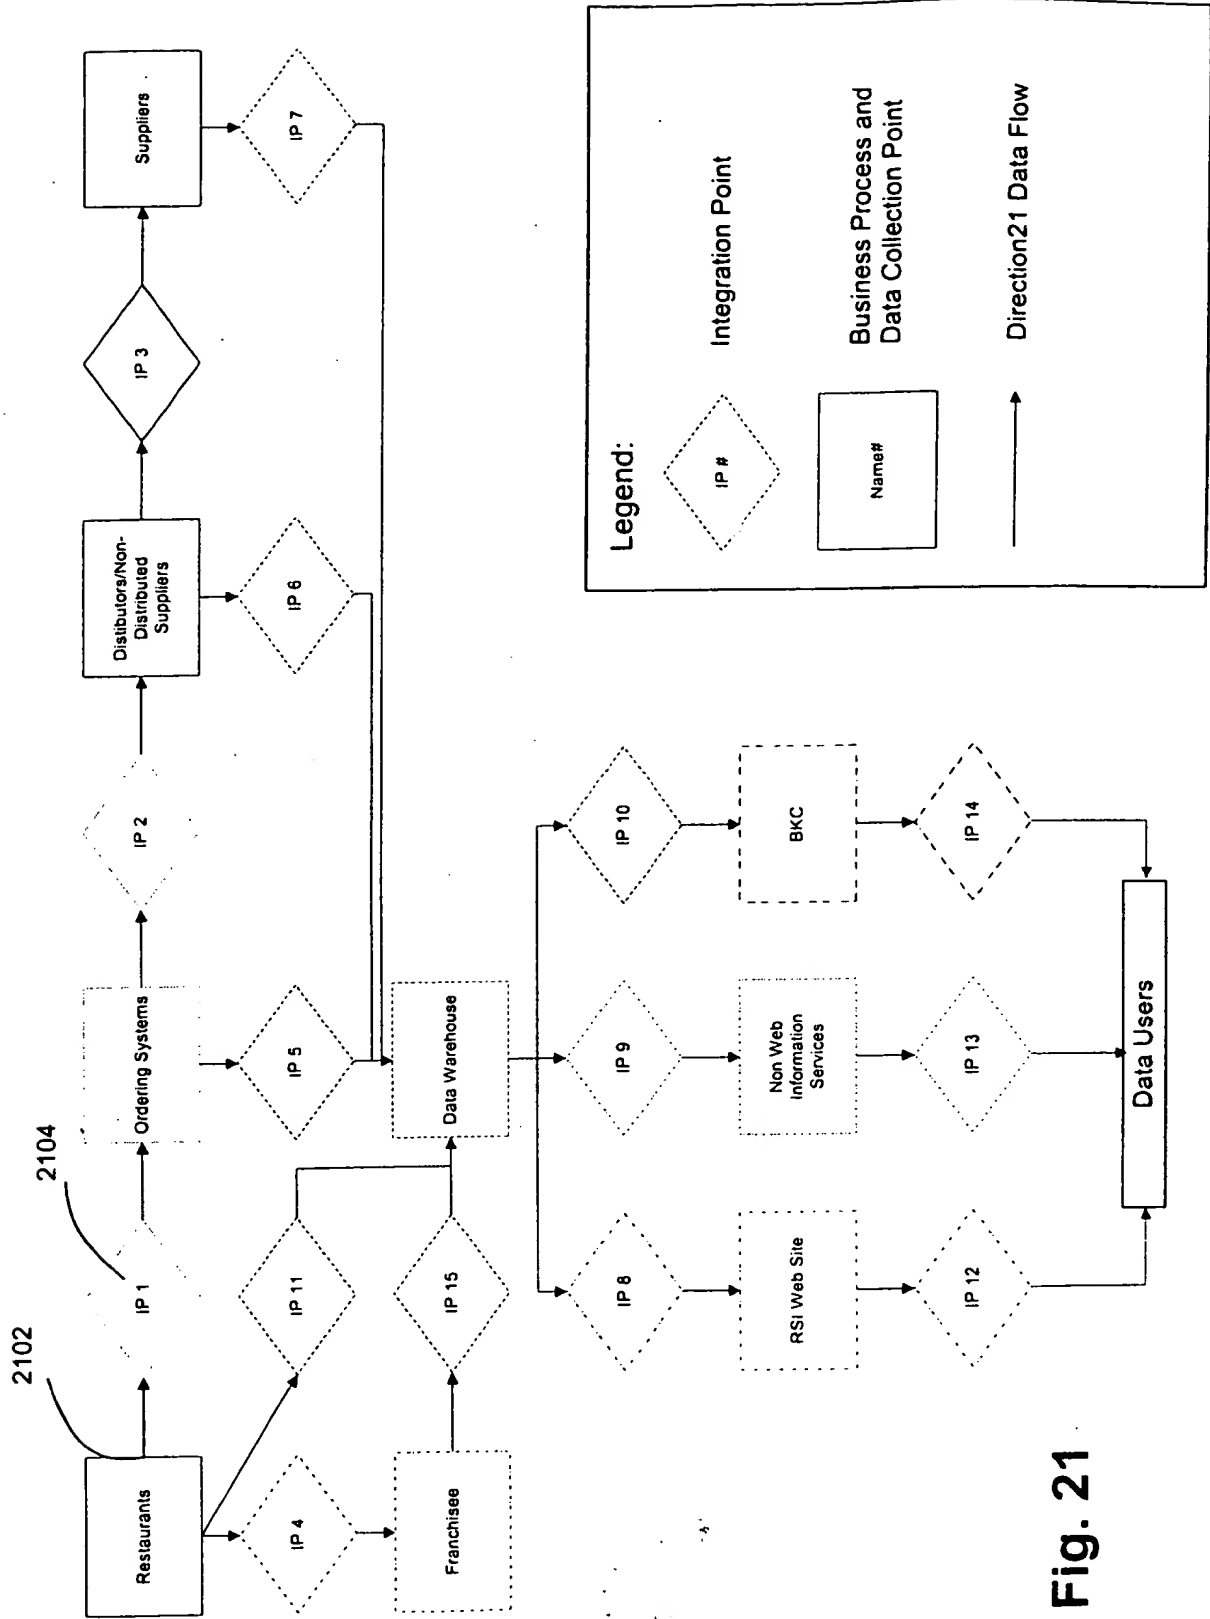 2102
2104
Restaurants
IP 1
Ordering Systems
IP 2
Distibutors/Non-
Distributed
Suppliers
IP 3
Suppliers
IP 4
IP 11
IP 5
IP 6
IP 7
Franchisee
IP 15
Data Warehouse
IP 8
IP 9
IP 10
RSI Web Site
Non Web
Information
Services
BKC
IP 12
IP 13
IP 14
Data Users
Legend:
IP #
Integration Point
Name#
Business Process and
Data Collection Point
Direction21 Data Flow
Fig. 21